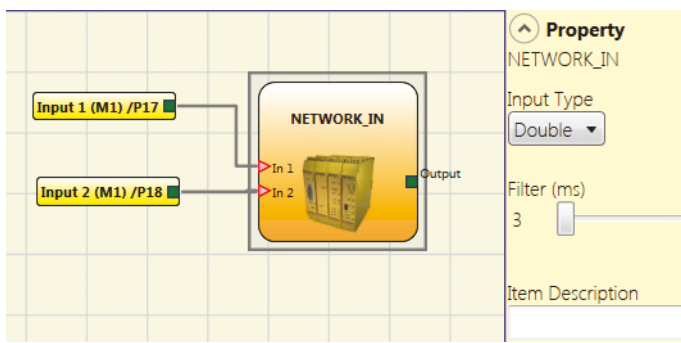 Input 1 (M1) /P17
Input 2 (M1) /P18
NETWORK_IN
In 1
In 2
Output
Property
NETWORK_IN
Input Type
Double
Filter (ms)
3
Item Description